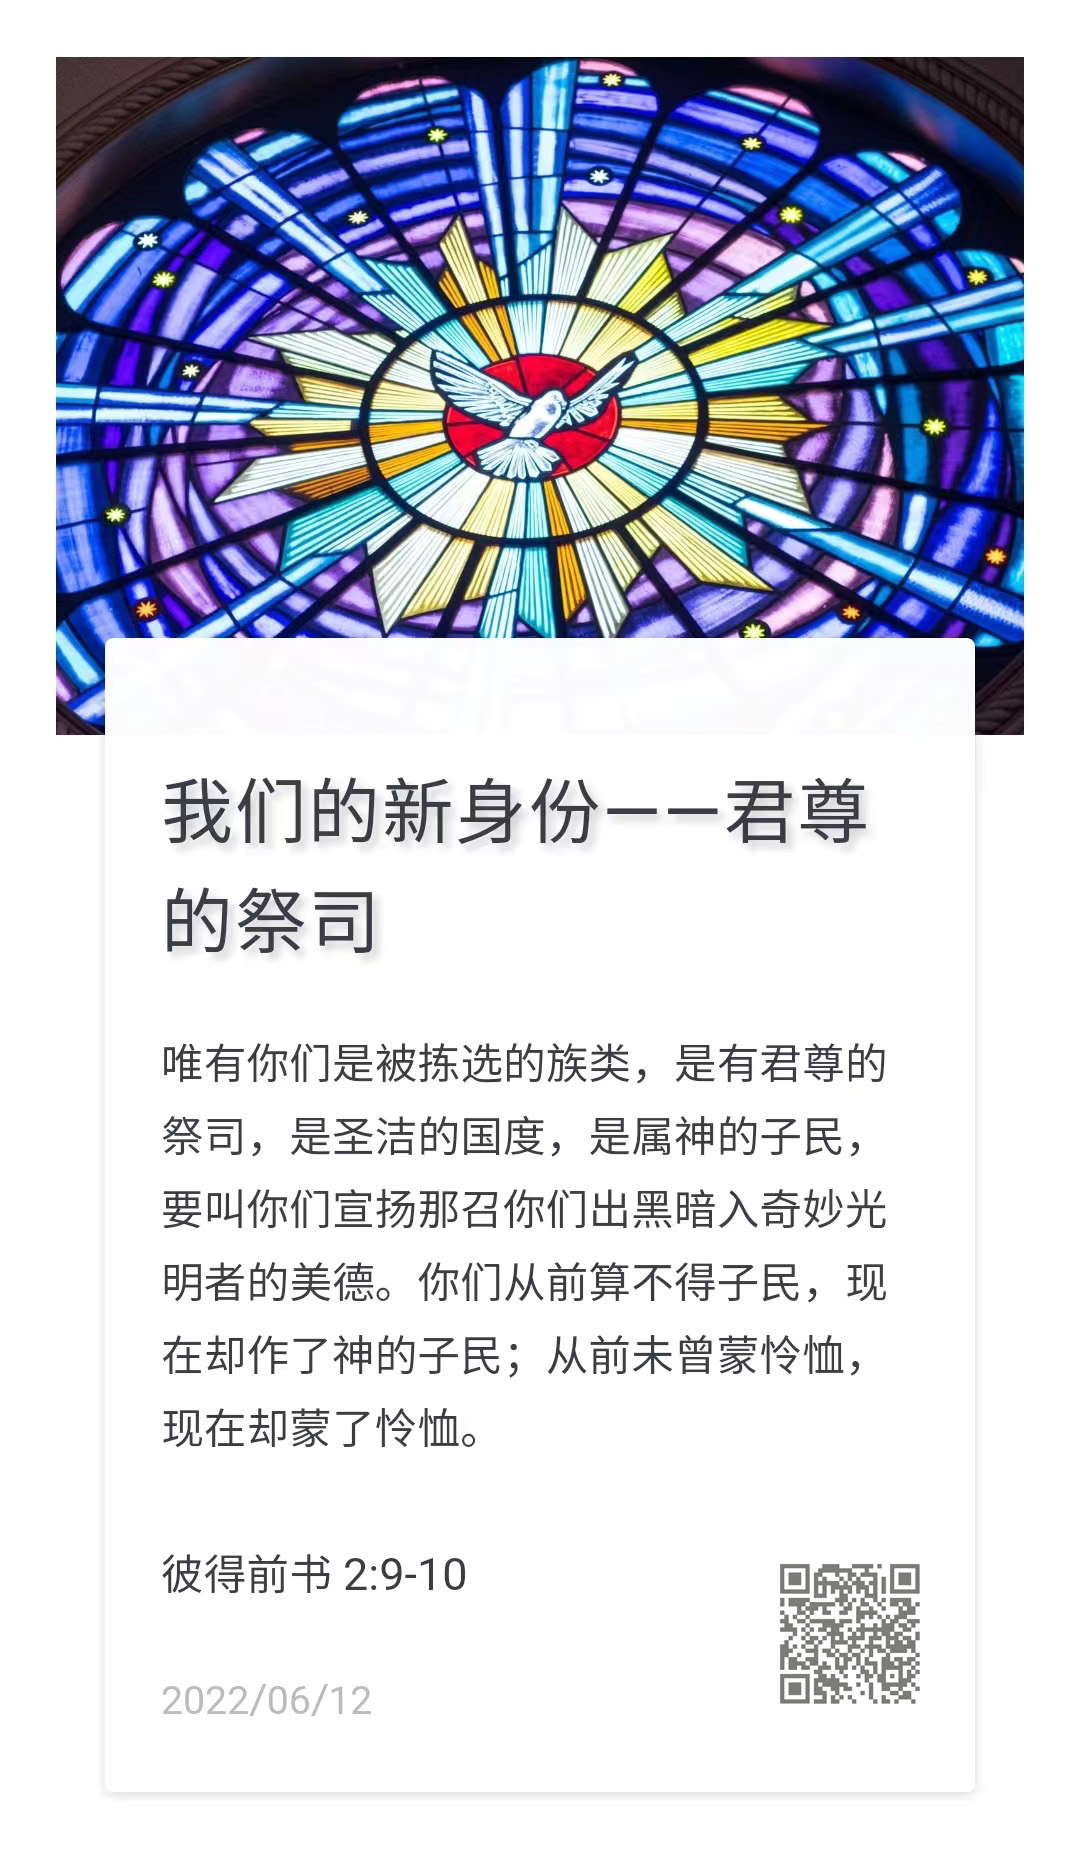 我们的新身份——君尊
的祭司
唯有你们是被拣选的族类，是有君尊的
祭司，是圣洁的国度，是属神的子民，
要叫你们宣扬那召你们出黑暗入奇妙光
明者的美德。你们从前算不得子民，现
在却作了神的子民；从前未曾蒙怜恤，
现在却蒙了怜恤。
彼得前书 2:9-10
2022/06/12